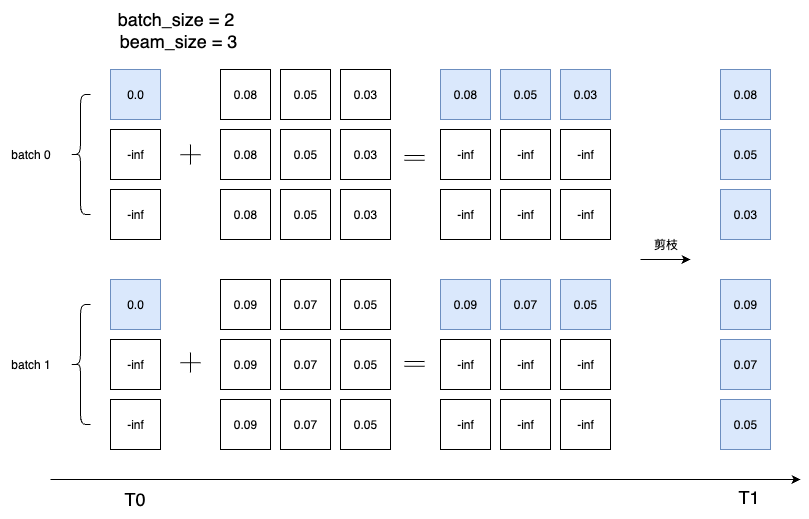 batch_size = 2
beam_size = 3
0.0 0.08 0.05 0.03 0.08 0.05 0.03 0.08
batch 0 -inf + 0.08 0.05 0.03 = -inf -inf -inf 0.05
-inf 0.08 0.05 0.03 -inf -inf -inf 0.03
剪枝
0.0 0.09 0.07 0.05 0.09 0.07 0.05 0.09
batch 1 -inf + 0.09 0.07 0.05 = -inf -inf -inf 0.07
-inf 0.09 0.07 0.05 -inf -inf -inf 0.05
T0 T1